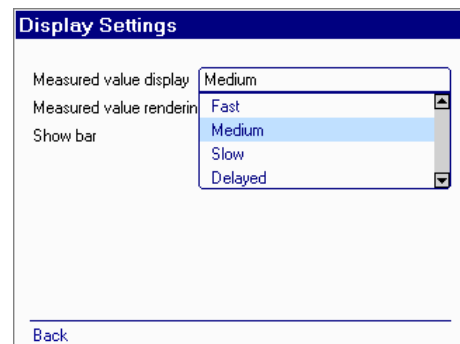 Display Settings
Measured value display Medium
Measured value renderin Fast
Medium
Show bar
Slow
Delayed
Back